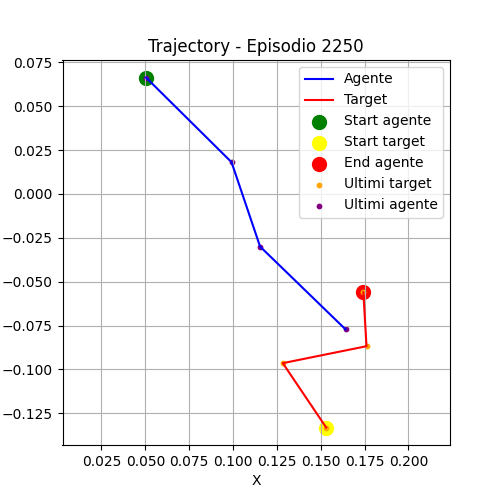 Trajectory - Episodio 2250
Agente
Target
Start agente
Start target
End agente
Ultimi target
Ultimi agente
0.075
0.050
0.025
0.000
−0.025
−0.050
−0.075
−0.100
−0.125
0.025 0.050 0.075 0.100 0.125 0.150 0.175 0.200
X